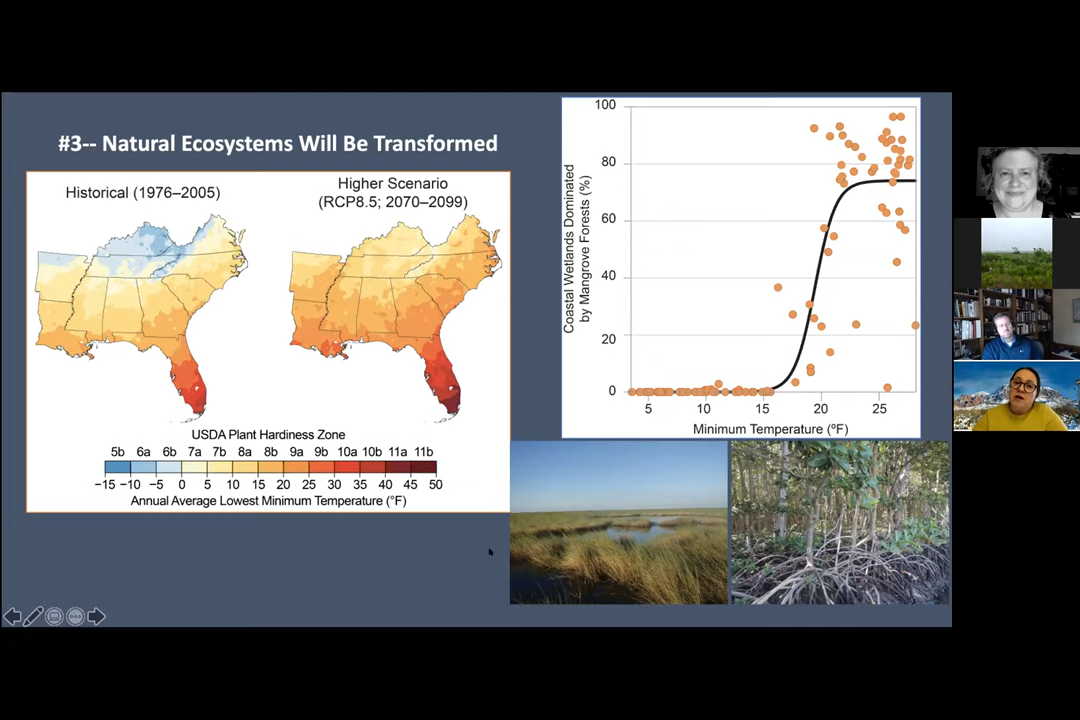 #3-- Natural Ecosystems Will Be Transformed
Historical (1976–2005)
Higher Scenario
(RCP8.5; 2070–2099)
USDA Plant Hardiness Zone
5b 6a 6b 7a 7b 8a 8b 9a 9b 10a 10b 11a 11b
−15 −10 −5 0 5 10 15 20 25 30 35 40 45 50
Annual Average Lowest Minimum Temperature (°F)
Coastal Wetlands Dominated
by Mangrove Forests (%)
100
80
60
40
20
0
5 10 15 20 25
Minimum Temperature (ºF)